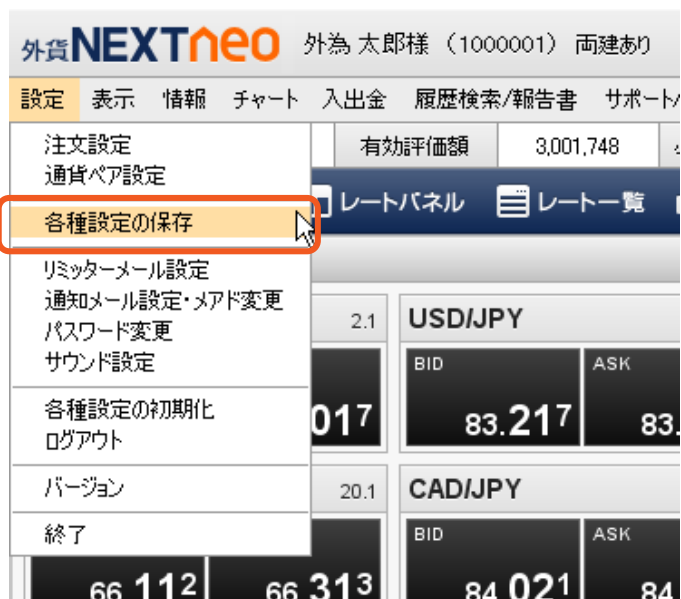 外貨NEXTneo 外為 太郎様 (1000001) 両建あり
設定 表示 情報 チャート 入出金 履歴検索/報告書 サポート/
有効評価額 3,001,748
注文設定
通貨ペア設定
レートパネル レート一覧
各種設定の保存
リミッターメール設定
通知メール設定・メアド変更
パスワード変更
サウンド設定
各種設定の初期化
ログアウト
バージョン
終了
2.1 USD/JPY
BID ASK
017 83.217 83.
20.1 CAD/JPY
BID ASK
66.112 66.313 84.021 84